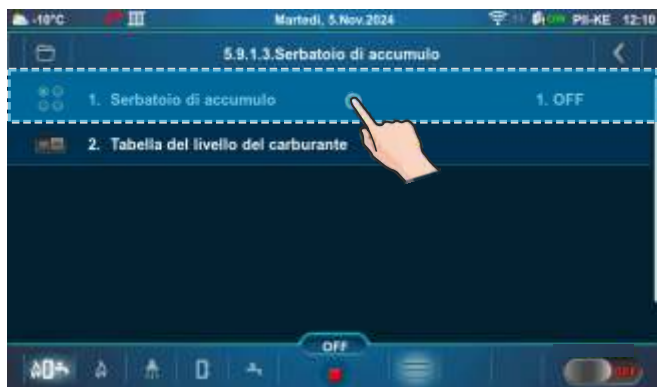 -10°C Martedì, 5.Nov.2024 PII-KE 12:10
5.9.1.3.Serbatoio di accumulo
1. Serbatoio di accumulo 1. OFF
2. Tabella del livello del carburante
OFF
OFF